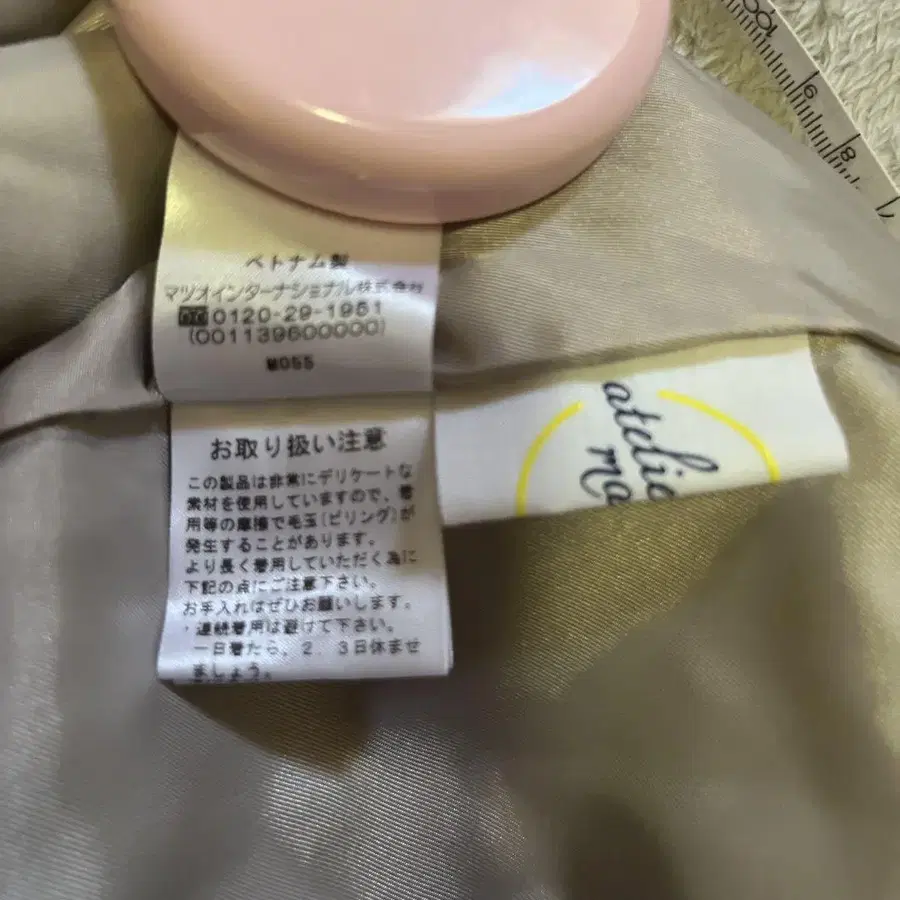 ベトナム製
マツオインターナショナル株式会社
0120-29-1951
(001139600000)
M055
お取り扱い注意
この製品は非常にデリケートな
素材を使用していますので、着
用等の摩擦で毛玉(ピリング)が
発生することがあります。
より長く着用していただく為に
下記の点にご注意下さい。
お手入れはぜひお願いします。
・連続着用は避けて下さい。
一日着たら、2、3日休ませ
ましょう。
atelie
ma
100
9
8
7